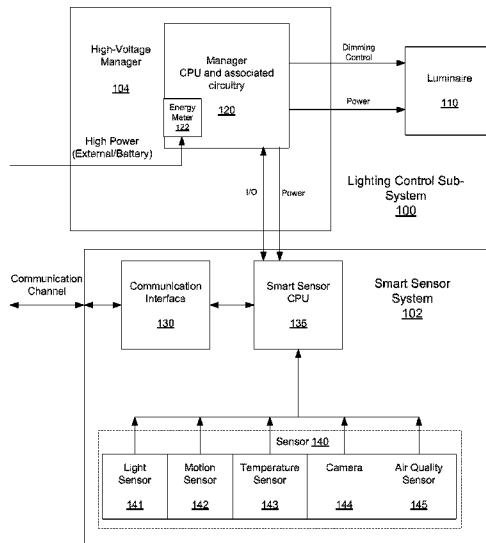 High-Voltage
Manager
104
Manager
CPU and associated
circuitry
120
Energy
Meter
122
High Power
(External/Battery)
Dimming
Control
Power
Luminaire
110
I/O
Power
Lighting Control Sub-
System
100
Communication
Channel
Communication
Interface
130
Smart Sensor
CPU
135
Smart Sensor
System
102
Sensor 140
Light
Sensor
141
Motion
Sensor
142
Temperature
Sensor
143
Camera
144
Air Quality
Sensor
145